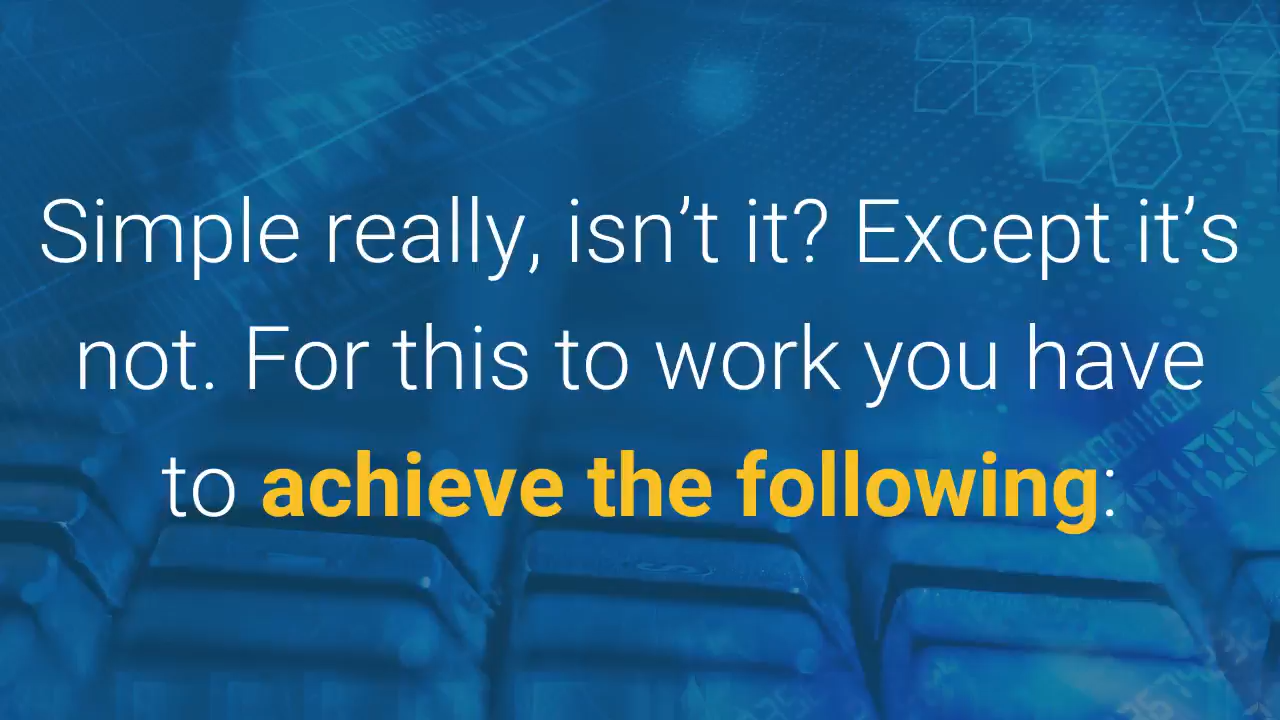 Simple really, isn’t it? Except it’s
not. For this to work you have
to achieve the following: